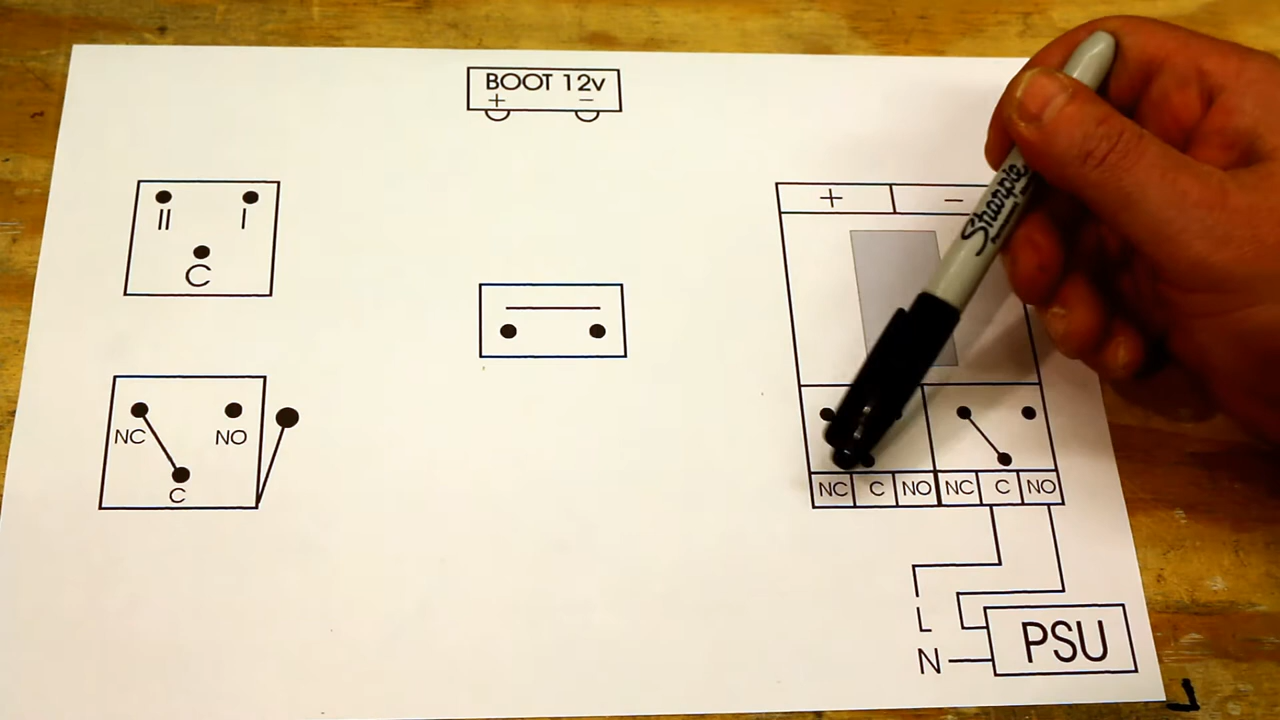 BOOT 12v
+ −
+ −
II I
C
Sharpie
NC NO
C
NC C NO NC C NO
L
PSU
N